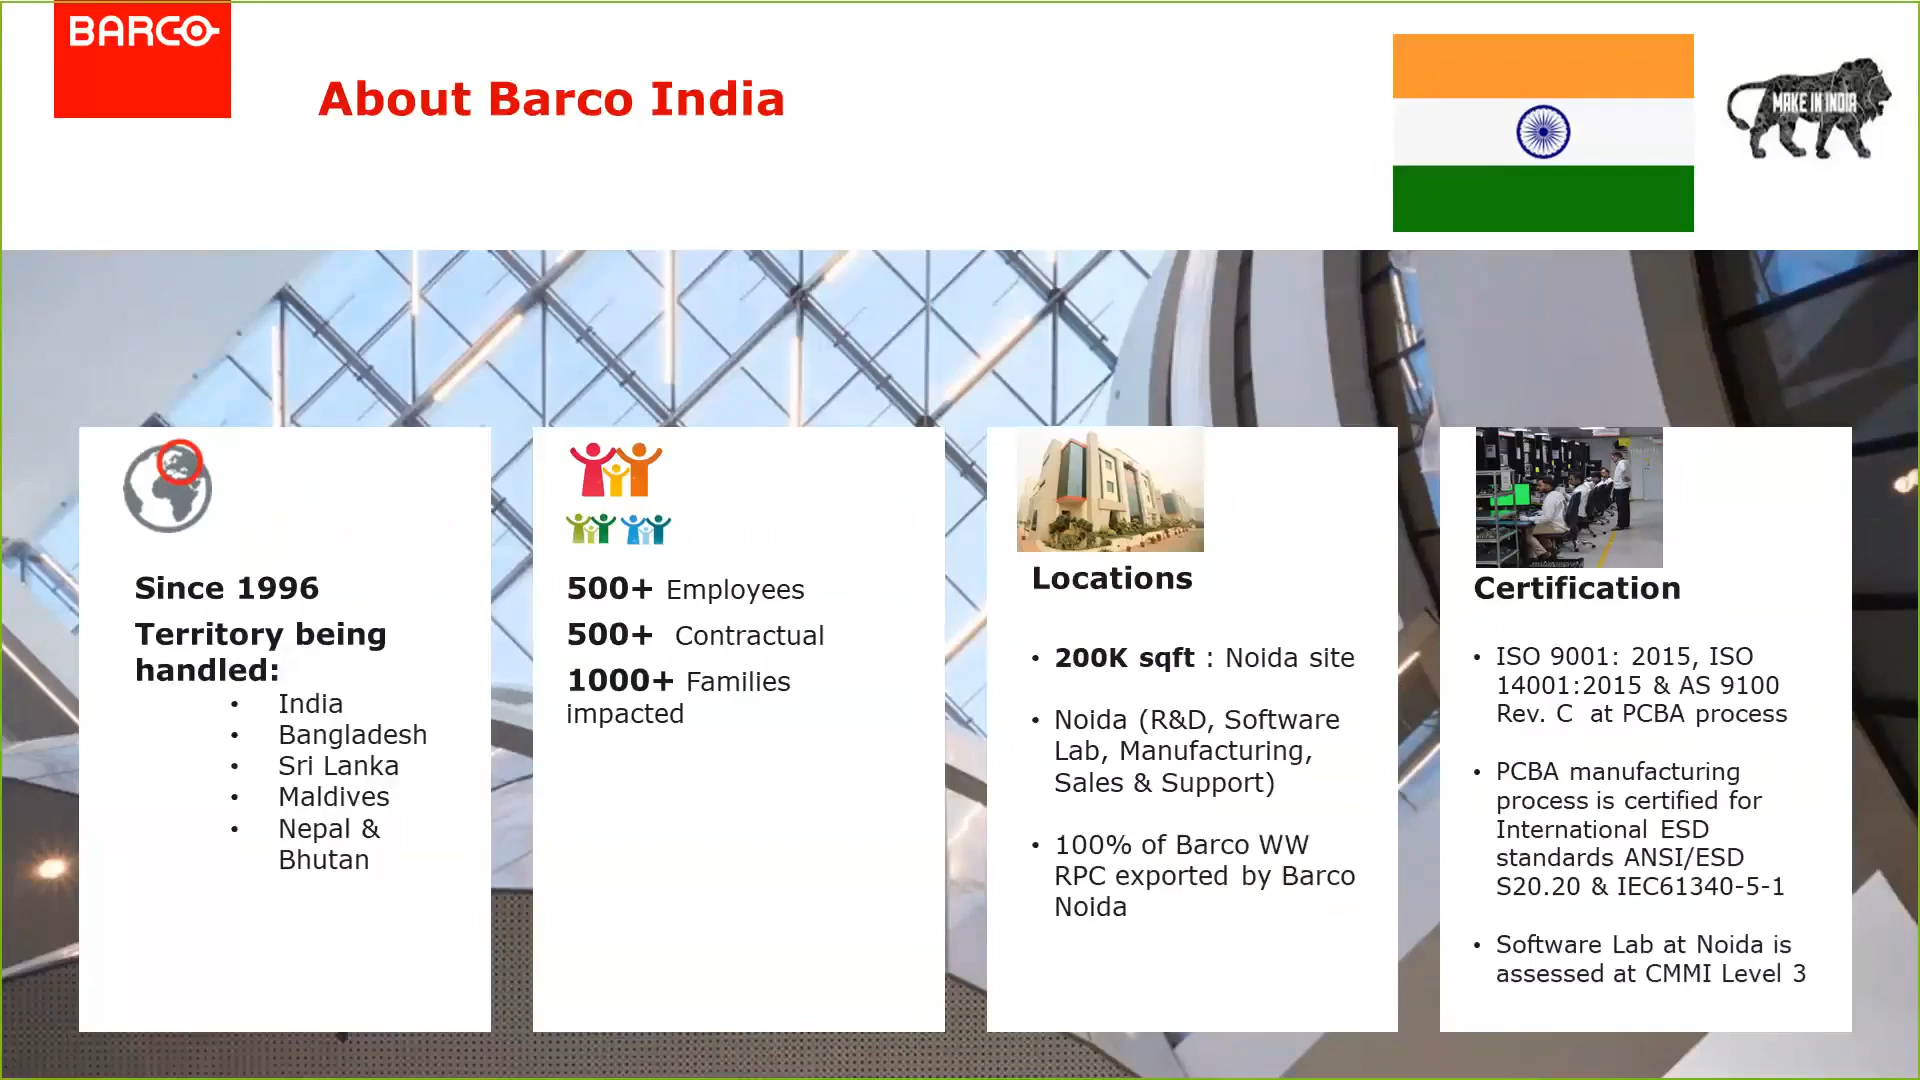 BARCO
About Barco India
MAKE IN INDIA
Since 1996
Territory being
handled:
• India
• Bangladesh
• Sri Lanka
• Maldives
• Nepal &
Bhutan
500+ Employees
500+ Contractual
1000+ Families
impacted
Locations
• 200K sqft : Noida site
• Noida (R&D, Software
Lab, Manufacturing,
Sales & Support)
• 100% of Barco WW
RPC exported by Barco
Noida
Certification
• ISO 9001: 2015, ISO
14001:2015 & AS 9100
Rev. C at PCBA process
• PCBA manufacturing
process is certified for
International ESD
standards ANSI/ESD
S20.20 & IEC61340-5-1
• Software Lab at Noida is
assessed at CMMI Level 3